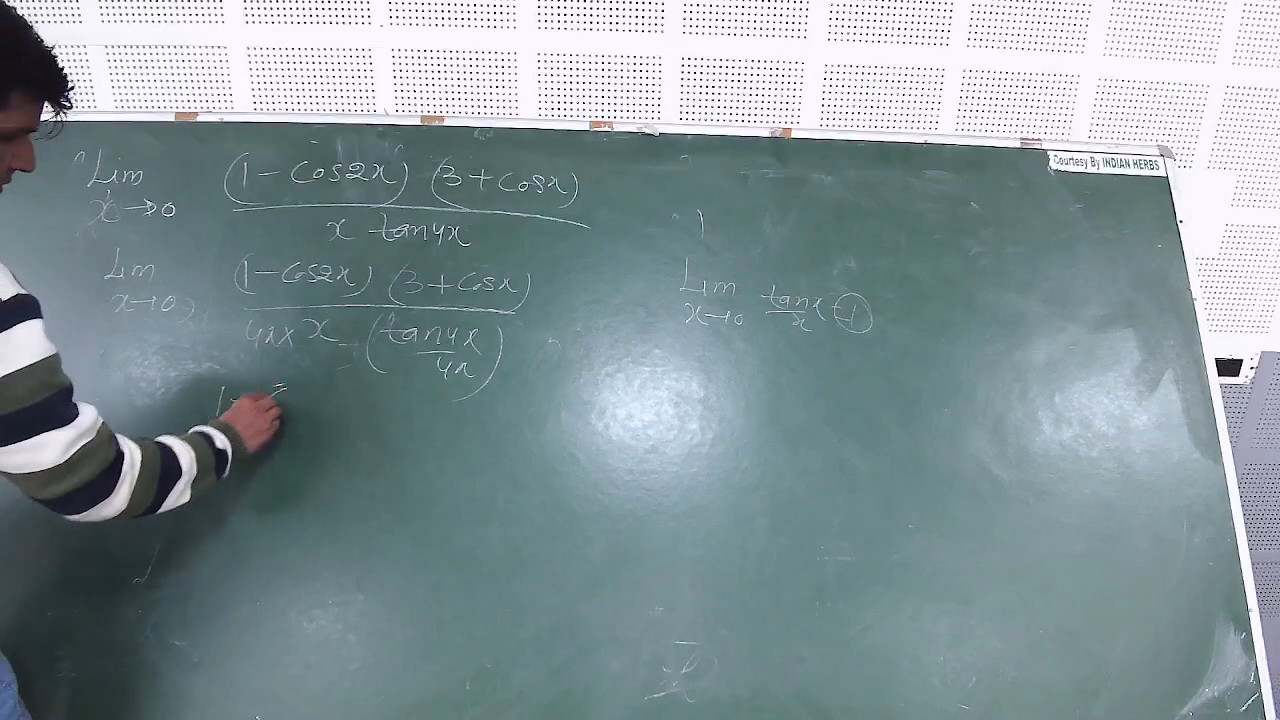 Lim (1-Cos2x) (3+Cosx)
x→0 x tan4x
Lim (1-Cos2x) (3+Cosx)
x→0 4x×x (tan4x/4x)
Lim tanx/x =1
x→0
Courtesy By INDIAN HERBS